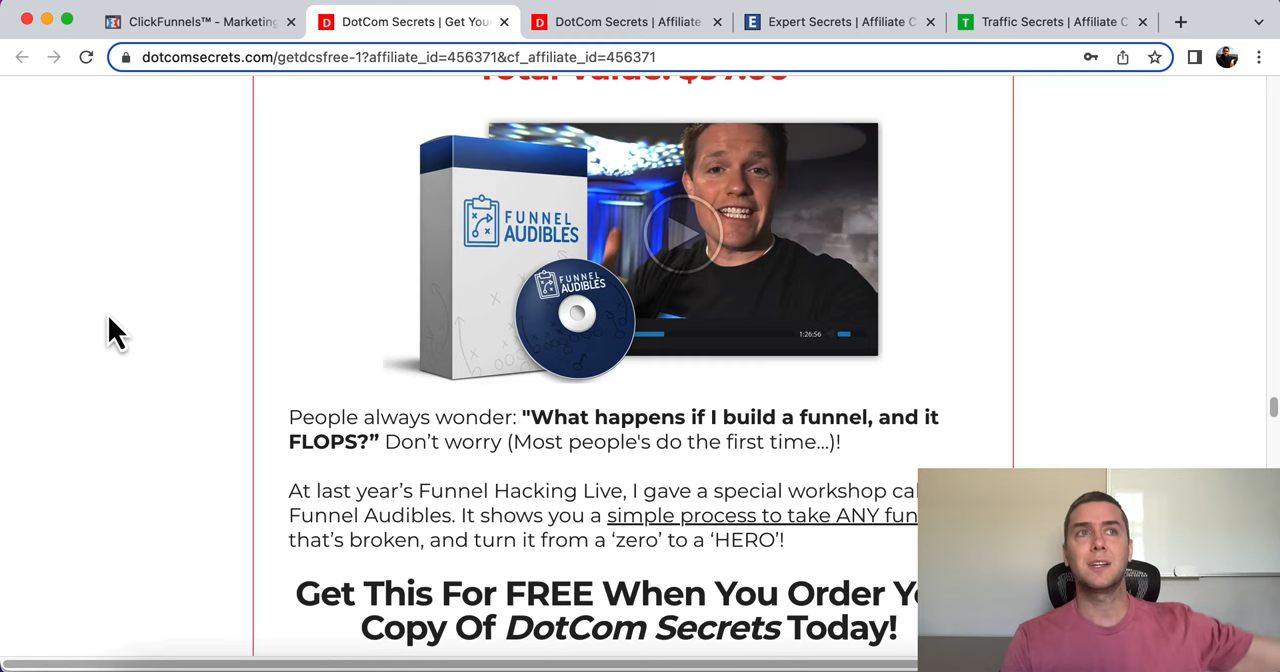 ClickFunnels™ - Marketing
DotCom Secrets | Get You
DotCom Secrets | Affiliate
Expert Secrets | Affiliate C
Traffic Secrets | Affiliate C
dotcomsecrets.com/getdcsfree-1?affiliate_id=456371&cf_affiliate_id=456371
FUNNEL
AUDIBLES
FUNNEL
AUDIBLES
1:26:56
People always wonder: "What happens if I build a funnel, and it
FLOPS?” Don’t worry (Most people's do the first time...)!
At last year’s Funnel Hacking Live, I gave a special workshop cal
Funnel Audibles. It shows you a simple process to take ANY fun
that’s broken, and turn it from a ‘zero’ to a ‘HERO’!
Get This For FREE When You Order Yo
Copy Of DotCom Secrets Today!